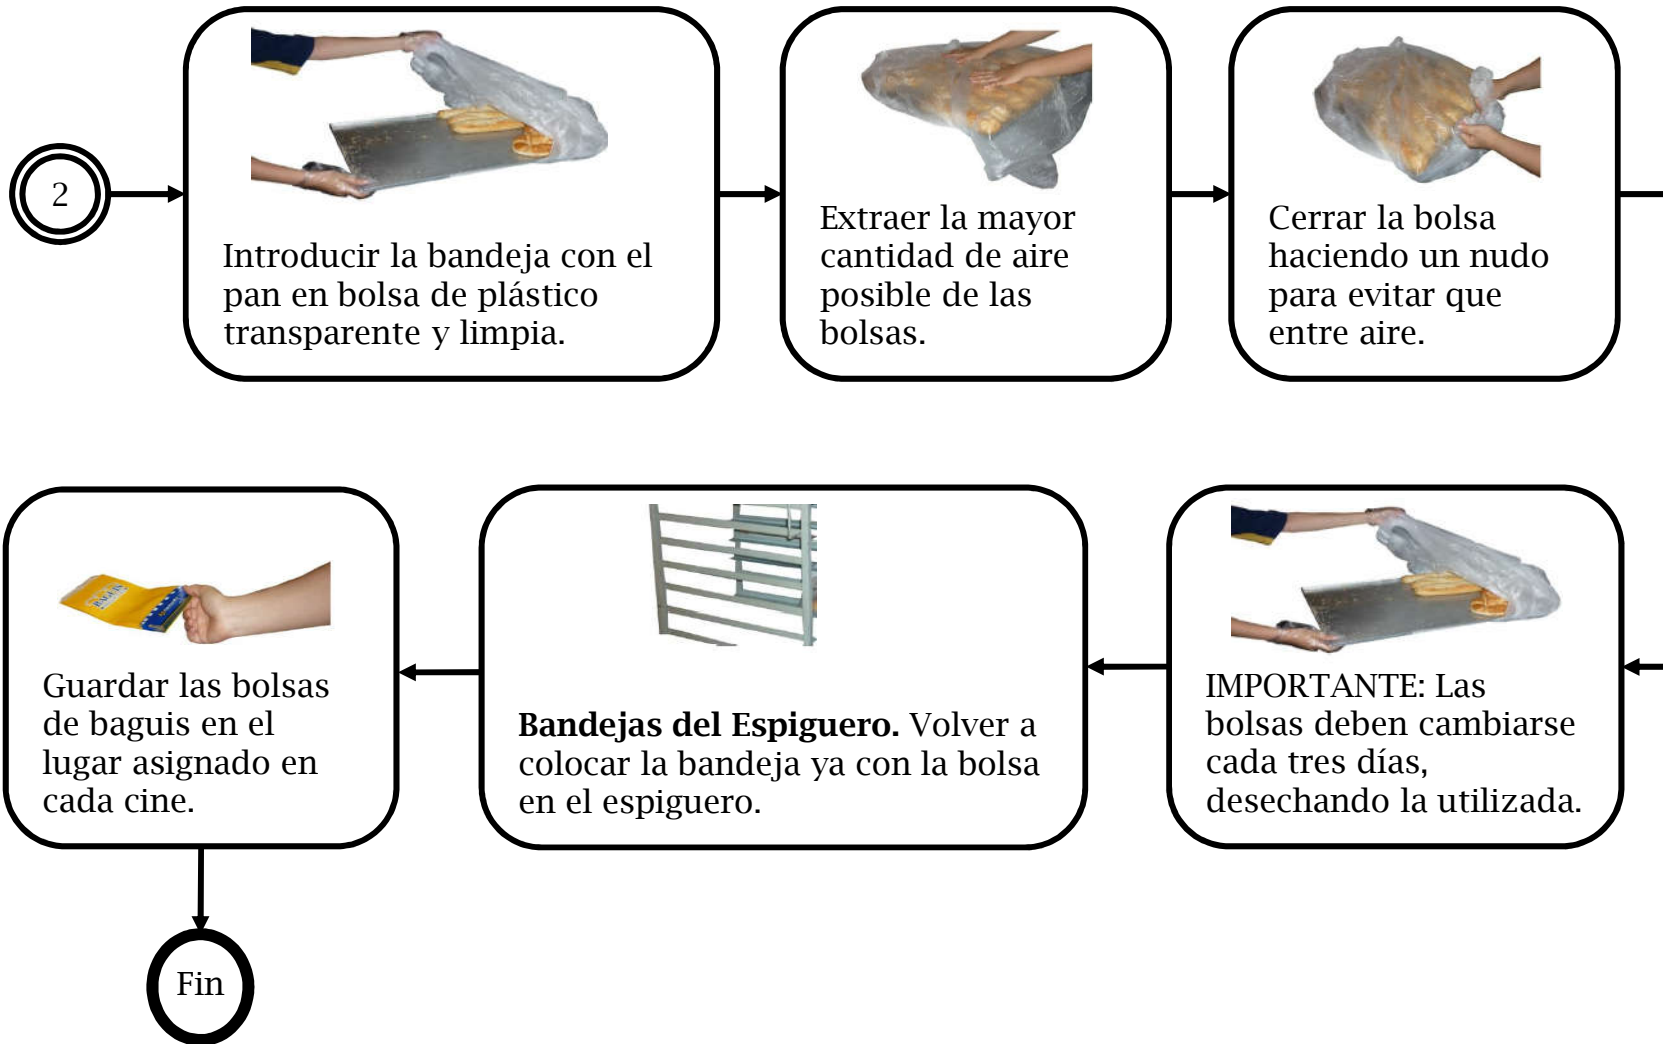 2
Introducir la bandeja con el
pan en bolsa de plástico
transparente y limpia.
Extraer la mayor
cantidad de aire
posible de las
bolsas.
Cerrar la bolsa
haciendo un nudo
para evitar que
entre aire.
IMPORTANTE: Las
bolsas deben cambiarse
cada tres días,
desechando la utilizada.
Bandejas del Espiguero. Volver a
colocar la bandeja ya con la bolsa
en el espiguero.
BAGUIS
Guardar las bolsas
de baguis en el
lugar asignado en
cada cine.
Fin